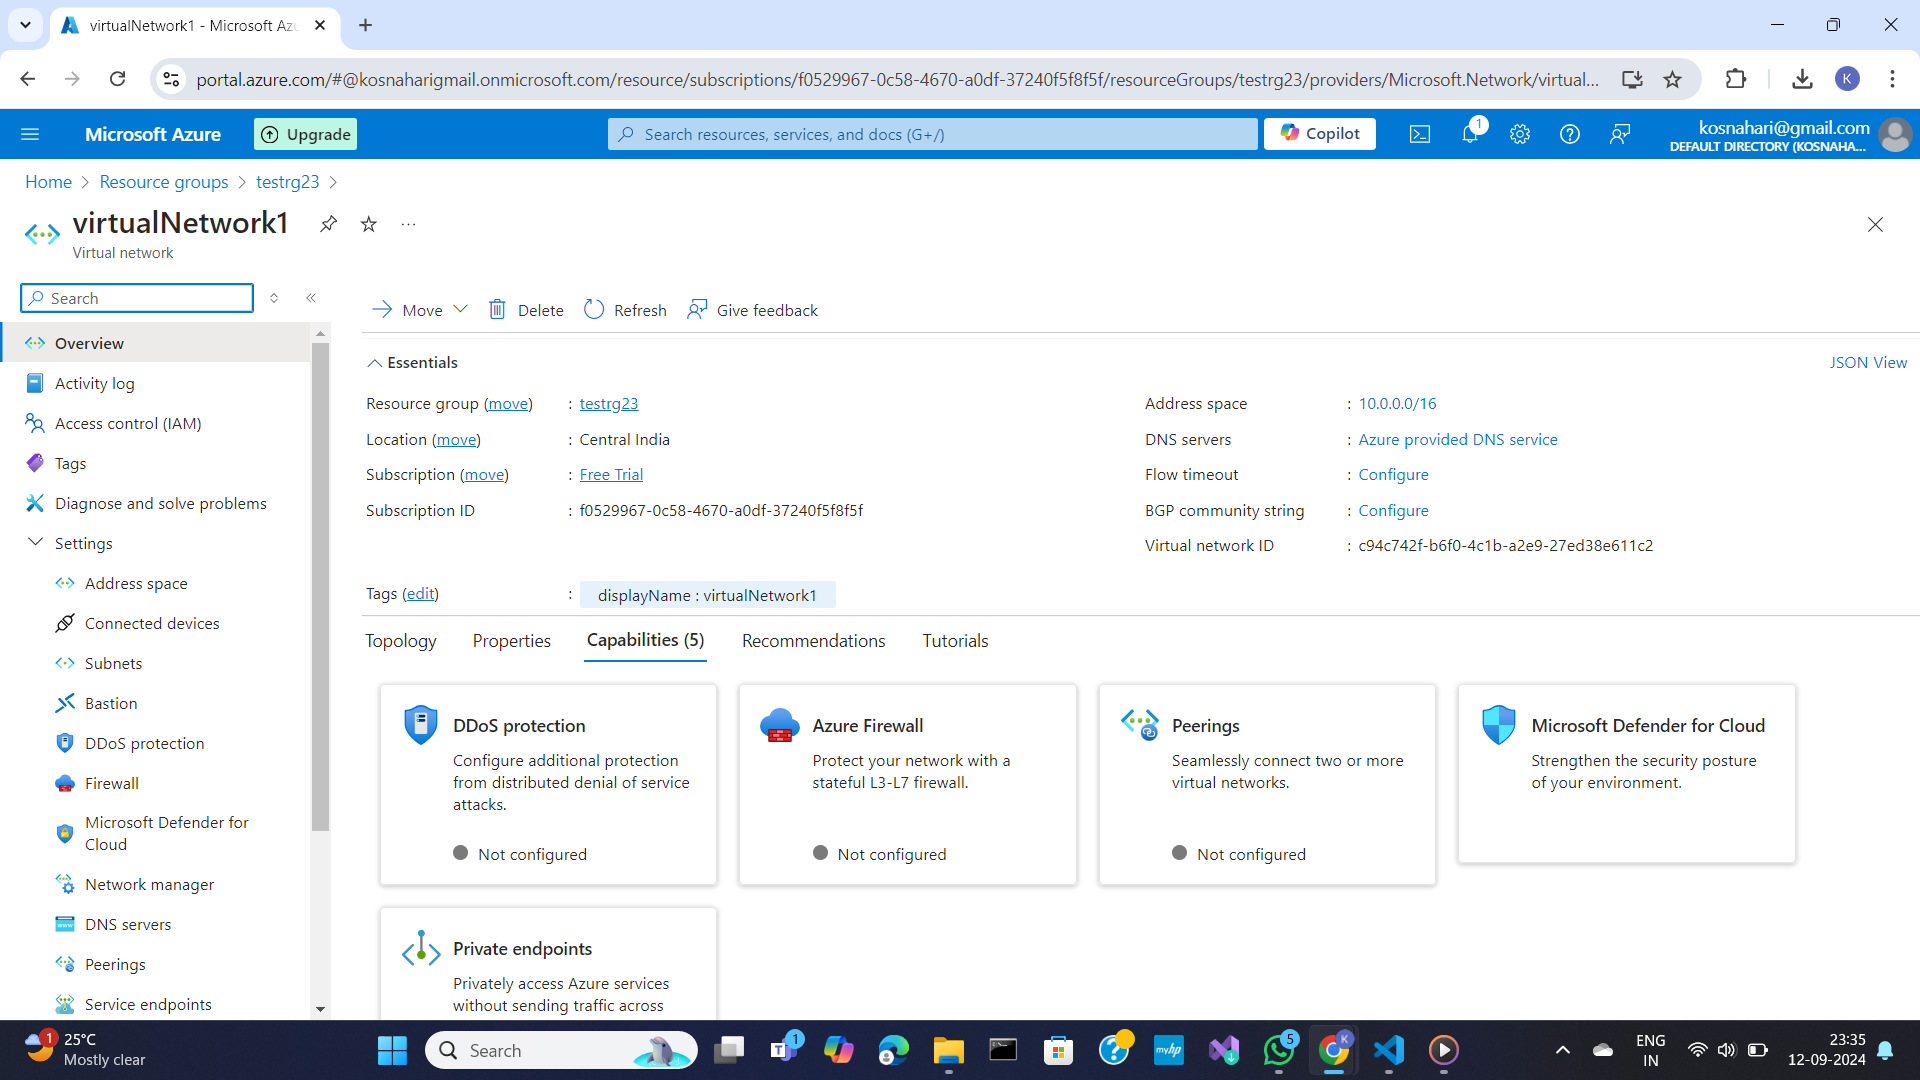 virtualNetwork1 - Microsoft Az
portal.azure.com/#@kosnaharigmail.onmicrosoft.com/resource/subscriptions/f0529967-0c58-4670-a0df-37240f5f8f5f/resourceGroups/testrg23/providers/Microsoft.Network/virtual...
K
Microsoft Azure
Upgrade
Search resources, services, and docs (G+/)
Copilot
1
kosnahari@gmail.com
DEFAULT DIRECTORY (KOSNAHA...
Home > Resource groups > testrg23 >
virtualNetwork1
Virtual network
Search
Move
Delete
Refresh
Give feedback
Overview
Activity log
Access control (IAM)
Tags
Diagnose and solve problems
Settings
Address space
Connected devices
Subnets
Bastion
DDoS protection
Firewall
Microsoft Defender for
Cloud
Network manager
DNS servers
Peerings
Service endpoints
Essentials
JSON View
Resource group (move) : testrg23
Location (move) : Central India
Subscription (move) : Free Trial
Subscription ID : f0529967-0c58-4670-a0df-37240f5f8f5f
Address space : 10.0.0.0/16
DNS servers : Azure provided DNS service
Flow timeout : Configure
BGP community string : Configure
Virtual network ID : c94c742f-b6f0-4c1b-a2e9-27ed38e611c2
Tags (edit) : displayName : virtualNetwork1
Topology
Properties
Capabilities (5)
Recommendations
Tutorials
DDoS protection
Configure additional protection
from distributed denial of service
attacks.
Not configured
Azure Firewall
Protect your network with a
stateful L3-L7 firewall.
Not configured
Peerings
Seamlessly connect two or more
virtual networks.
Not configured
Microsoft Defender for Cloud
Strengthen the security posture
of your environment.
Private endpoints
Privately access Azure services
without sending traffic across
1
25°C
Mostly clear
Search
1
myhp
5
K
ENG
IN
23:35
12-09-2024